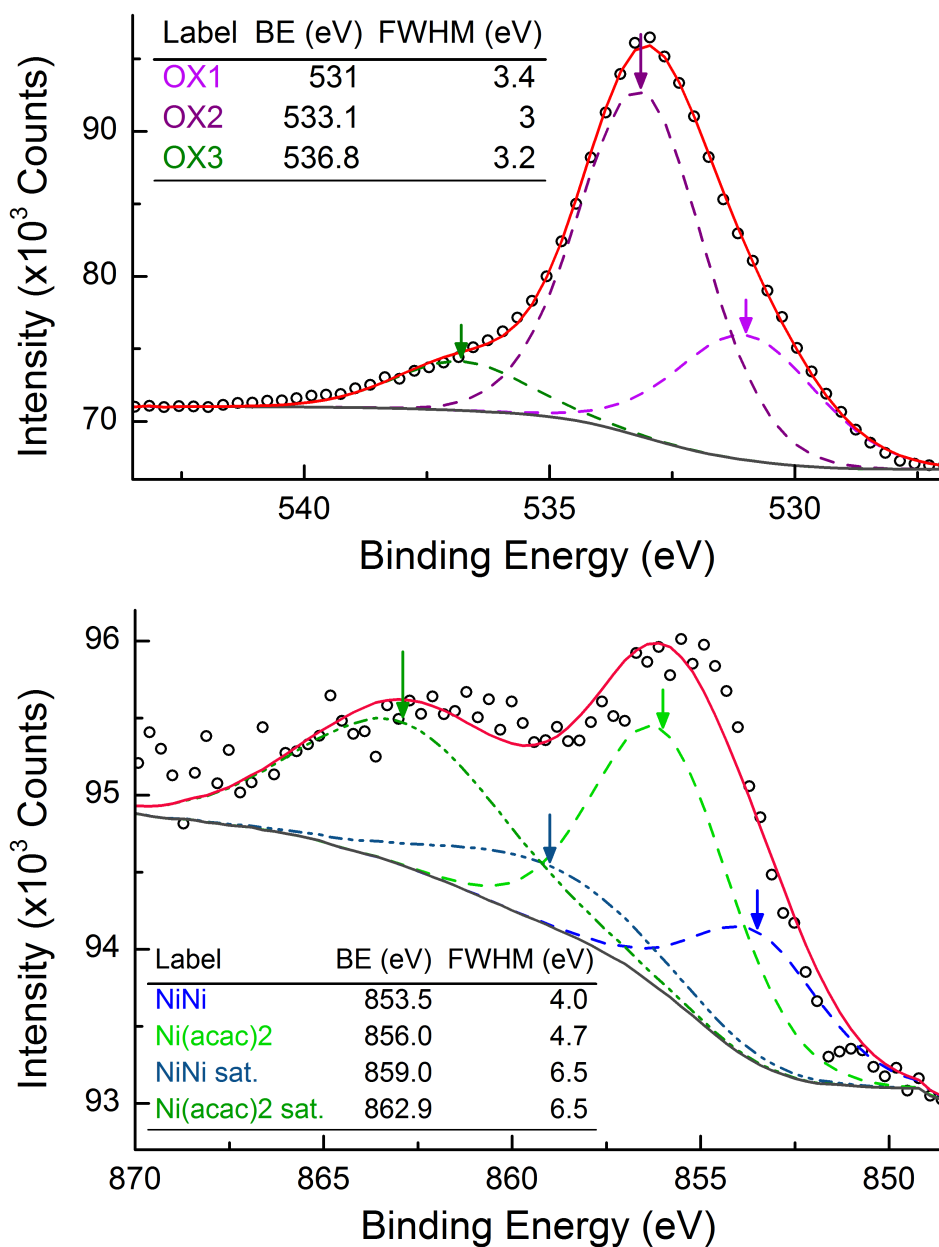 Label BE (eV) FWHM (eV)
OX1 531 3.4
OX2 533.1 3
OX3 536.8 3.2
90
80
70
Intensity (x10³ Counts)
540 535 530
Binding Energy (eV)
96
95
94
93
Intensity (x10³ Counts)
Label BE (eV) FWHM (eV)
NiNi 853.5 4.0
Ni(acac)2 856.0 4.7
NiNi sat. 859.0 6.5
Ni(acac)2 sat. 862.9 6.5
870 865 860 855 850
Binding Energy (eV)